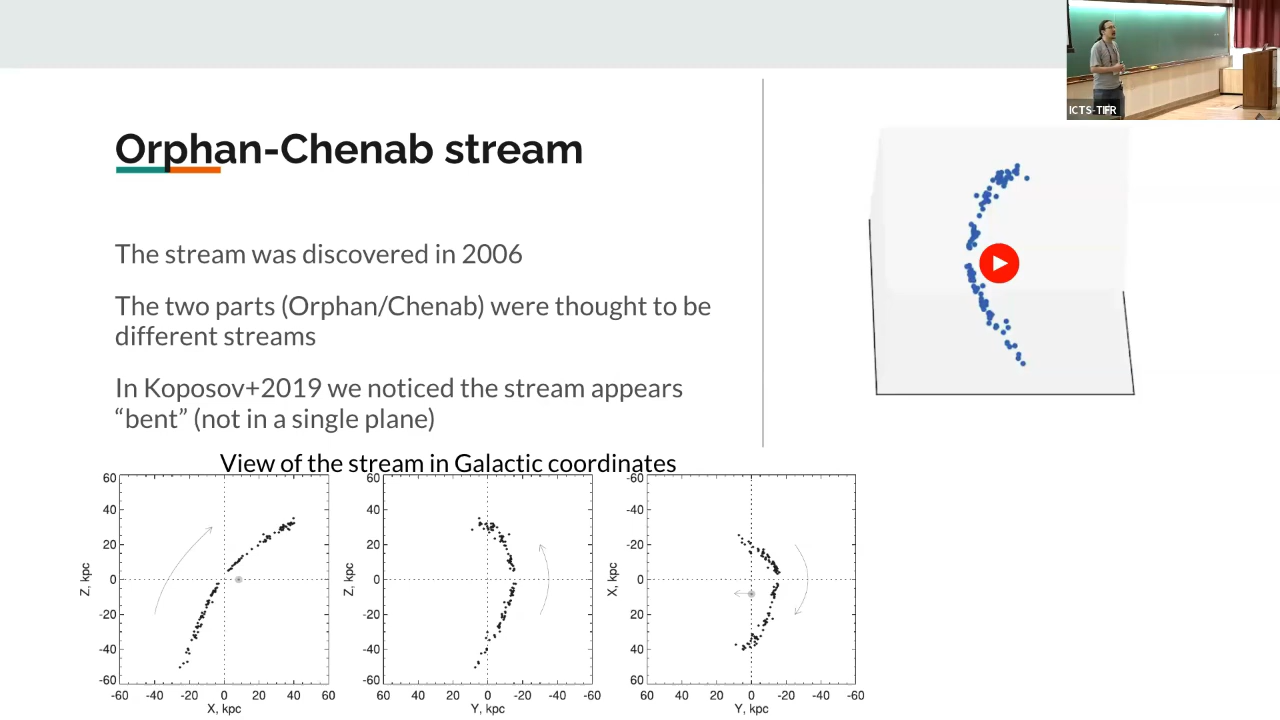 ICTS-TIFR
Orphan-Chenab stream
The stream was discovered in 2006
The two parts (Orphan/Chenab) were thought to be
different streams
In Koposov+2019 we noticed the stream appears
“bent” (not in a single plane)
View of the stream in Galactic coordinates
60
40
20
0
-20
-40
-60
Z, kpc
-60 -40 -20 0 20 40 60
X, kpc
60
40
20
0
-20
-40
-60
Z, kpc
60 40 20 0 -20 -40 -60
Y, kpc
-60
-40
-20
0
20
40
60
X, kpc
60 40 20 0 -20 -40 -60
Y, kpc